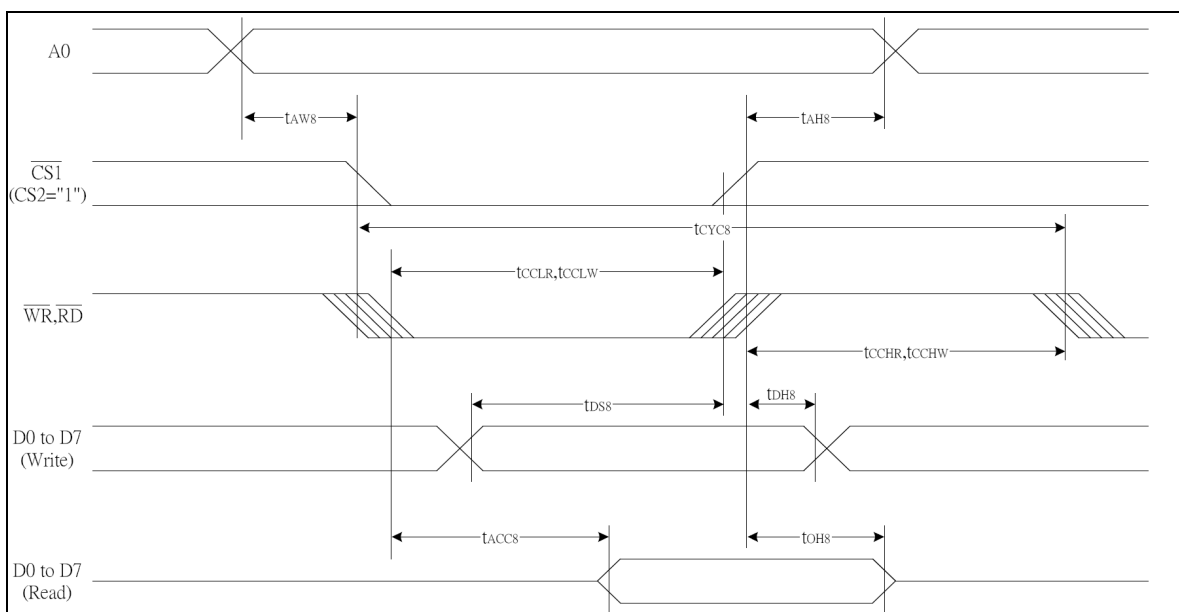 A0
tAW8
tAH8
CS1
(CS2="1")
tCYC8
tCCLR,tCCLW
WR,RD
tCCHR,tCCHW
tDS8
tDH8
D0 to D7
(Write)
tACC8
tOH8
D0 to D7
(Read)